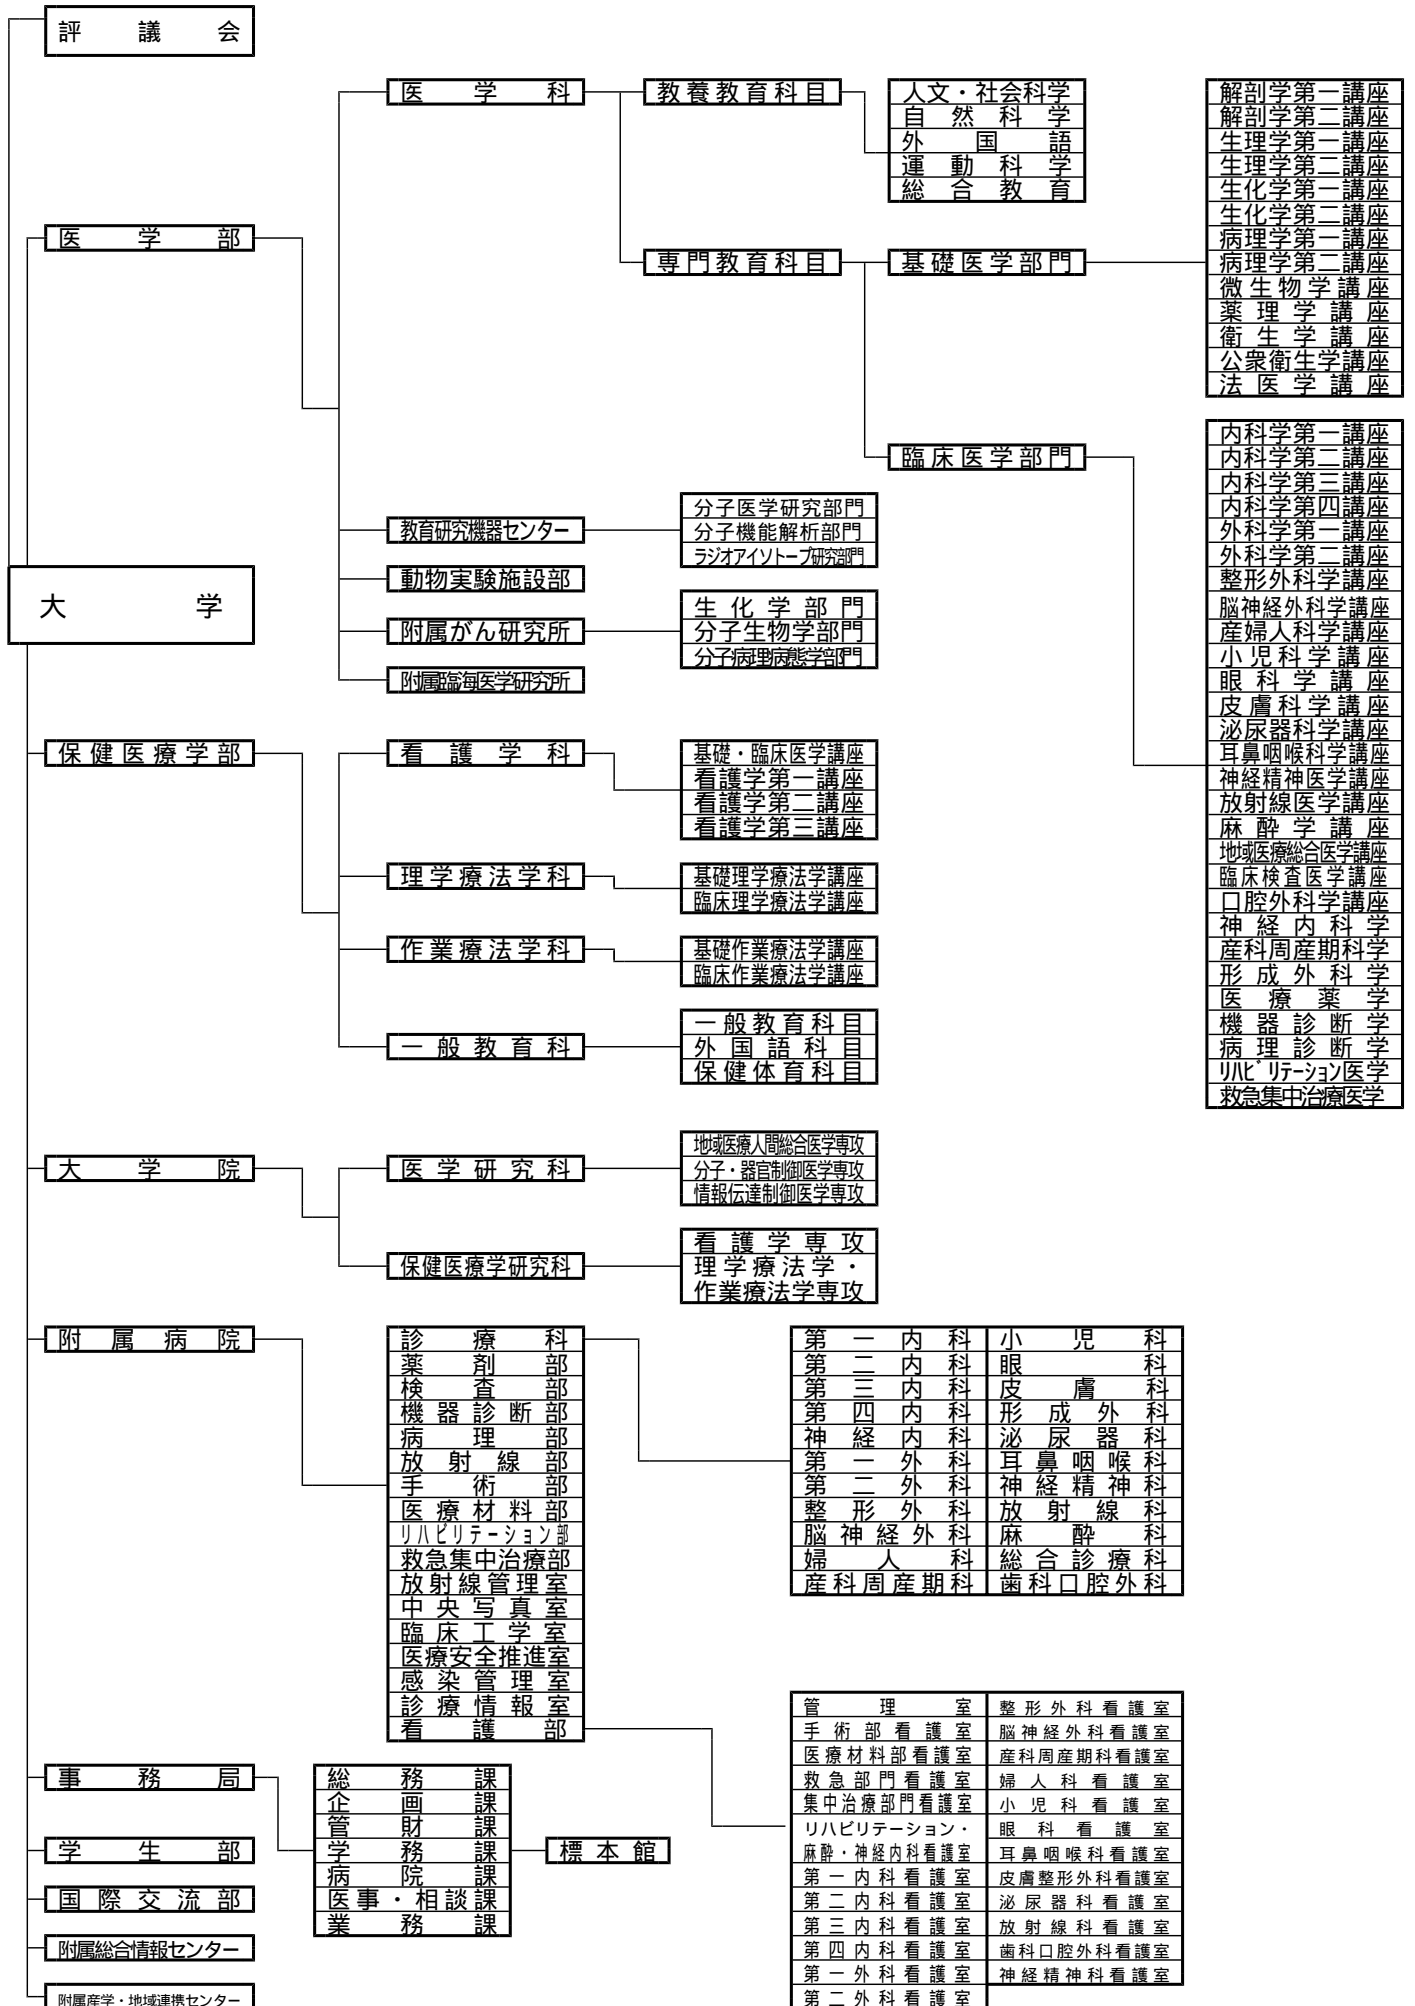 評議会
医学科
教養教育科目
人文・社会科学
自然科学
外国語
運動科学
総合教育
解剖学第一講座
解剖学第二講座
生理学第一講座
生理学第二講座
生化学第一講座
生化学第二講座
病理学第一講座
病理学第二講座
微生物学講座
薬理学講座
衛生学講座
公衆衛生学講座
法医学講座
医学部
専門教育科目
基礎医学部門
臨床医学部門
内科学第一講座
内科学第二講座
内科学第三講座
内科学第四講座
外科学第一講座
外科学第二講座
整形外科学講座
脳神経外科学講座
産婦人科学講座
小児科学講座
眼科学講座
皮膚科学講座
泌尿器科学講座
耳鼻咽喉科学講座
神経精神医学講座
放射線医学講座
麻酔学講座
地域医療総合医学講座
臨床検査医学講座
口腔外科学講座
神経内科学
産科周産期科学
形成外科学
医療薬学
機器診断学
病理診断学
リハビリテーション医学
救急集中治療医学
教育研究機器センター
分子医学研究部門
分子機能解析部門
ラジオアイソトープ研究部門
動物実験施設部
大学
附属がん研究所
生化学部門
分子生物学部門
分子病理病態学部門
附属臨海医学研究所
保健医療学部
看護学科
基礎・臨床医学講座
看護学第一講座
看護学第二講座
看護学第三講座
理学療法学科
基礎理学療法学講座
臨床理学療法学講座
作業療法学科
基礎作業療法学講座
臨床作業療法学講座
一般教育科
一般教育科目
外国語科目
保健体育科目
大学院
医学研究科
地域医療人間総合医学専攻
分子・器官制御医学専攻
情報伝達制御医学専攻
保健医療学研究科
看護学専攻
理学療法学・
作業療法学専攻
附属病院
診療科
薬剤部
検査部
機器診断部
病理部
放射線部
手術部
医療材料部
リハビリテーション部
救急集中治療部
放射線管理室
中央写真室
臨床工学室
医療安全推進室
感染管理室
診療情報室
看護部
第一内科
第二内科
第三内科
第四内科
神経内科
第一外科
第二外科
整形外科
脳神経外科
婦人科
産科周産期科
小児科
眼科
皮膚科
形成外科
泌尿器科
耳鼻咽喉科
神経精神科
放射線科
麻酔科
総合診療科
歯科口腔外科
管理室
手術部看護室
医療材料部看護室
救急部門看護室
集中治療部門看護室
リハビリテーション・
麻酔・神経内科看護室
第一内科看護室
第二内科看護室
第三内科看護室
第四内科看護室
第一外科看護室
第二外科看護室
整形外科看護室
脳神経外科看護室
産科周産期科看護室
婦人科看護室
小児科看護室
眼科看護室
耳鼻咽喉科看護室
皮膚整形外科看護室
泌尿器科看護室
放射線科看護室
歯科口腔外科看護室
神経精神科看護室
事務局
総務課
企画課
管財課
学務課
病院課
医事・相談課
業務課
標本館
学生部
国際交流部
附属総合情報センター
附属産学・地域連携センター